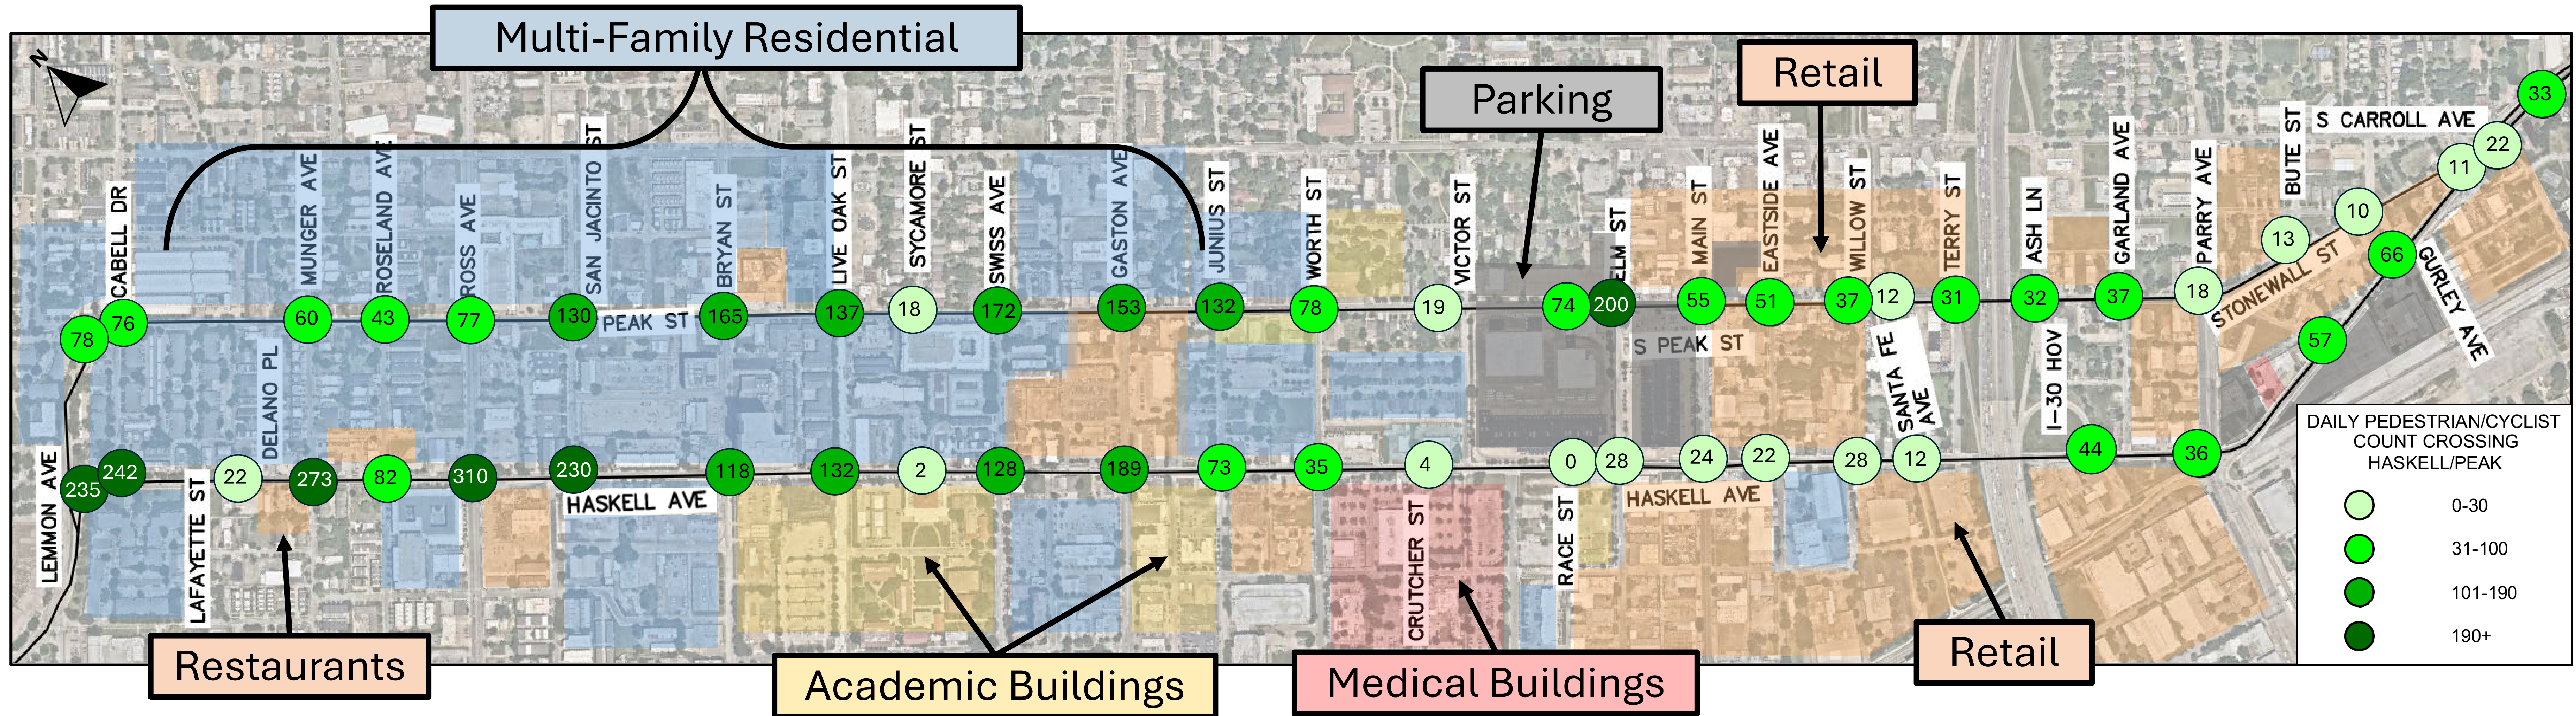 Multi-Family Residential
Parking
Retail
N
CABELL DR
MUNGER AVE
ROSELAND AVE
ROSS AVE
SAN JACINTO ST
BRYAN ST
LIVE OAK ST
SYCAMORE ST
SWISS AVE
GASTON AVE
JUNIUS ST
WORTH ST
VICTOR ST
ELM ST
MAIN ST
EASTSIDE AVE
WILLOW ST
TERRY ST
ASH LN
GARLAND AVE
PARRY AVE
BUTE ST
S CARROLL AVE
33
22
11
10
13
66
57
STONEWALL ST
GURLEY AVE
78
76
60
43
77
130
PEAK ST
165
137
18
172
153
132
78
19
74
200
55
51
37
12
31
32
37
18
S PEAK ST
SANTA FE
AVE
I-30 HOV
DELANO PL
LEMMON AVE
235
242
LAFAYETTE ST
22
273
82
310
230
HASKELL AVE
118
132
2
128
189
73
35
4
0
28
24
22
28
12
44
36
CRUTCHER ST
RACE ST
HASKELL AVE
DAILY PEDESTRIAN/CYCLIST
COUNT CROSSING
HASKELL/PEAK
0-30
31-100
101-190
190+
Restaurants
Academic Buildings
Medical Buildings
Retail